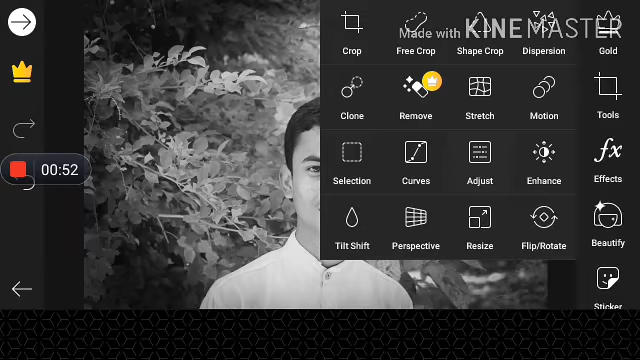 Made with KINEMASTER
Crop
Free Crop
Shape Crop
Dispersion
Gold
Clone
Remove
Stretch
Motion
Tools
00:52
Selection
Curves
Adjust
Enhance
fx
Effects
Tilt Shift
Perspective
Resize
Flip/Rotate
Beautify
Sticker